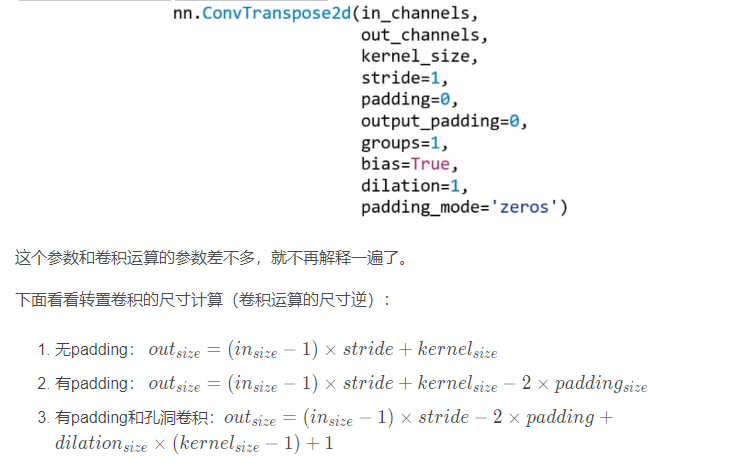 nn.ConvTranspose2d(in_channels,
out_channels,
kernel_size,
stride=1,
padding=0,
output_padding=0,
groups=1,
bias=True,
dilation=1,
padding_mode='zeros')
这个参数和卷积运算的参数差不多，就不再解释一遍了。
下面看看转置卷积的尺寸计算（卷积运算的尺寸逆）：
1. 无padding： out_{size} = (in_{size} − 1) × stride + kernel_{size}
2. 有padding： out_{size} = (in_{size} − 1) × stride + kernel_{size} − 2 × padding_{size}
3. 有padding和孔洞卷积：out_{size} = (in_{size} − 1) × stride − 2 × padding +
dilation_{size} × (kernel_{size} − 1) + 1